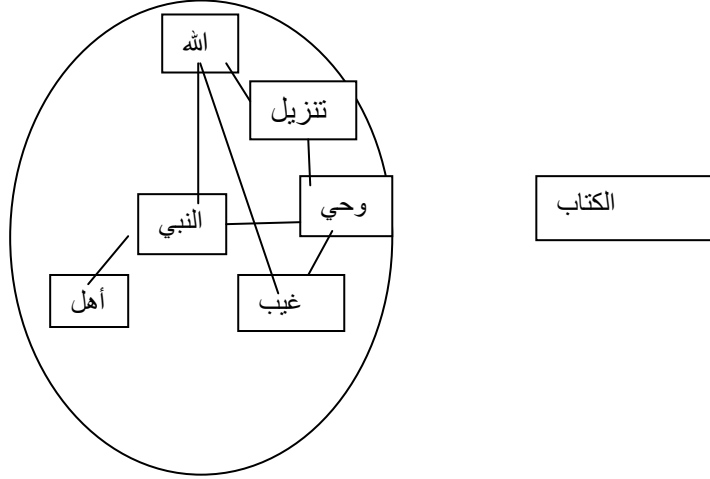 الله
تنزيل
وحي
الكتاب
النبي
أهل
غيب